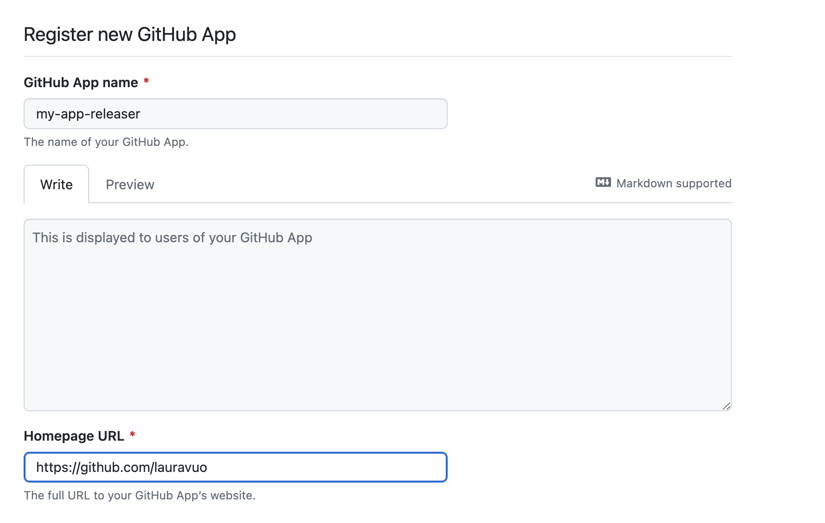 Register new GitHub App
GitHub App name *
my-app-releaser
The name of your GitHub App.
Write Preview Markdown supported
This is displayed to users of your GitHub App
Homepage URL *
https://github.com/lauravuo
The full URL to your GitHub App's website.